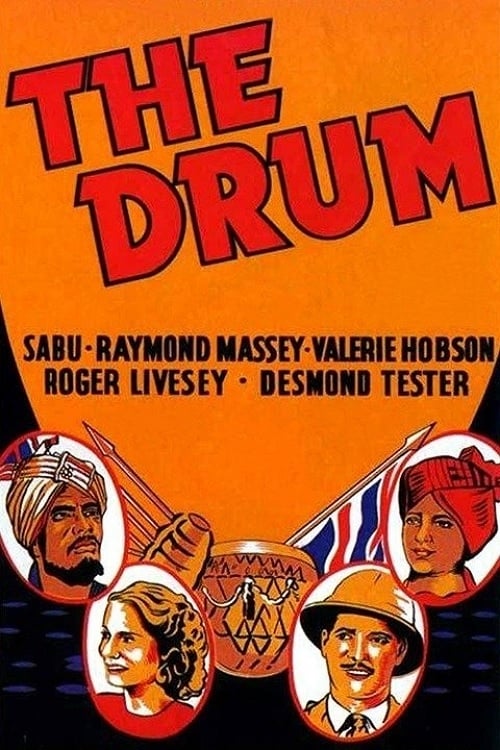 THE
DRUM
SABU · RAYMOND MASSEY · VALERIE HOBSON
ROGER LIVESEY · DESMOND TESTER